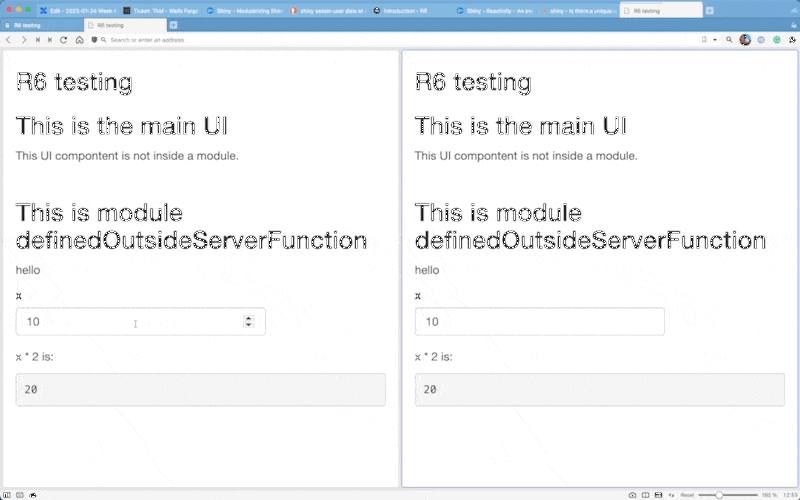 Edit - 2023-01-24 Week
Ticket: TAM - Wells Fargo
Shiny - Modularizing Shin
shiny sessin-user data at
Introduction - R6
Shiny - Reactivity - An ov
shiny - Is there a unique
R6 testing
R6 testing
R6 testing
Search or enter an address
R6 testing
This is the main UI
This UI compontent is not inside a module.
This is module
definedOutsideServerFunction
hello
x
10
x * 2 is:
20
R6 testing
This is the main UI
This UI compontent is not inside a module.
This is module
definedOutsideServerFunction
hello
x
10
x * 2 is:
20
Reset
100 %
12:53